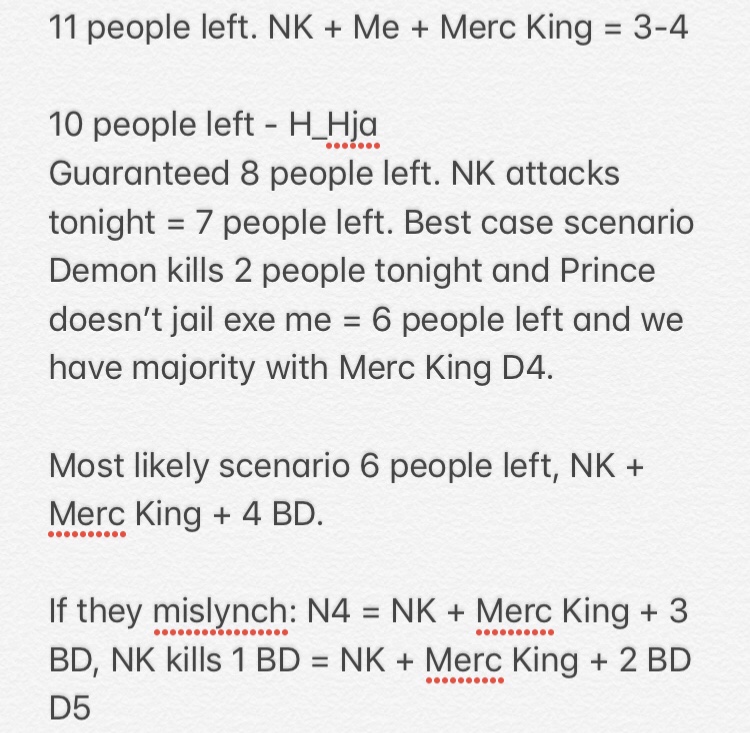 11 people left. NK + Me + Merc King = 3-4
10 people left - H_Hja
Guaranteed 8 people left. NK attacks
tonight = 7 people left. Best case scenario
Demon kills 2 people tonight and Prince
doesn’t jail exe me = 6 people left and we
have majority with Merc King D4.
Most likely scenario 6 people left, NK +
Merc King + 4 BD.
If they mislynch: N4 = NK + Merc King + 3
BD, NK kills 1 BD = NK + Merc King + 2 BD
D5